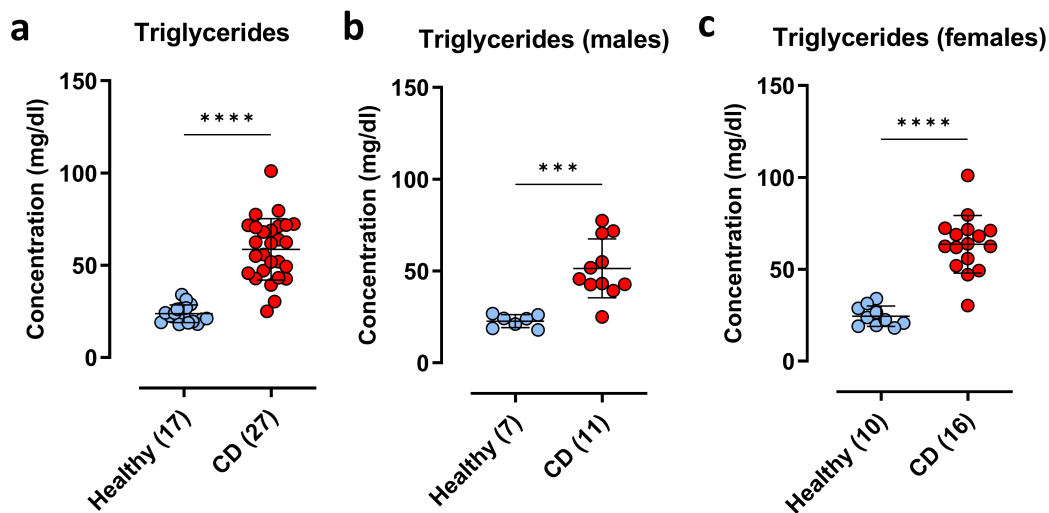 a
Triglycerides
Concentration (mg/dl)
150
100
50
0
****
Healthy (17)
CD (27)
b
Triglycerides (males)
Concentration (mg/dl)
150
100
50
0
***
Healthy (7)
CD (11)
c
Triglycerides (females)
Concentration (mg/dl)
150
100
50
0
****
Healthy (10)
CD (16)